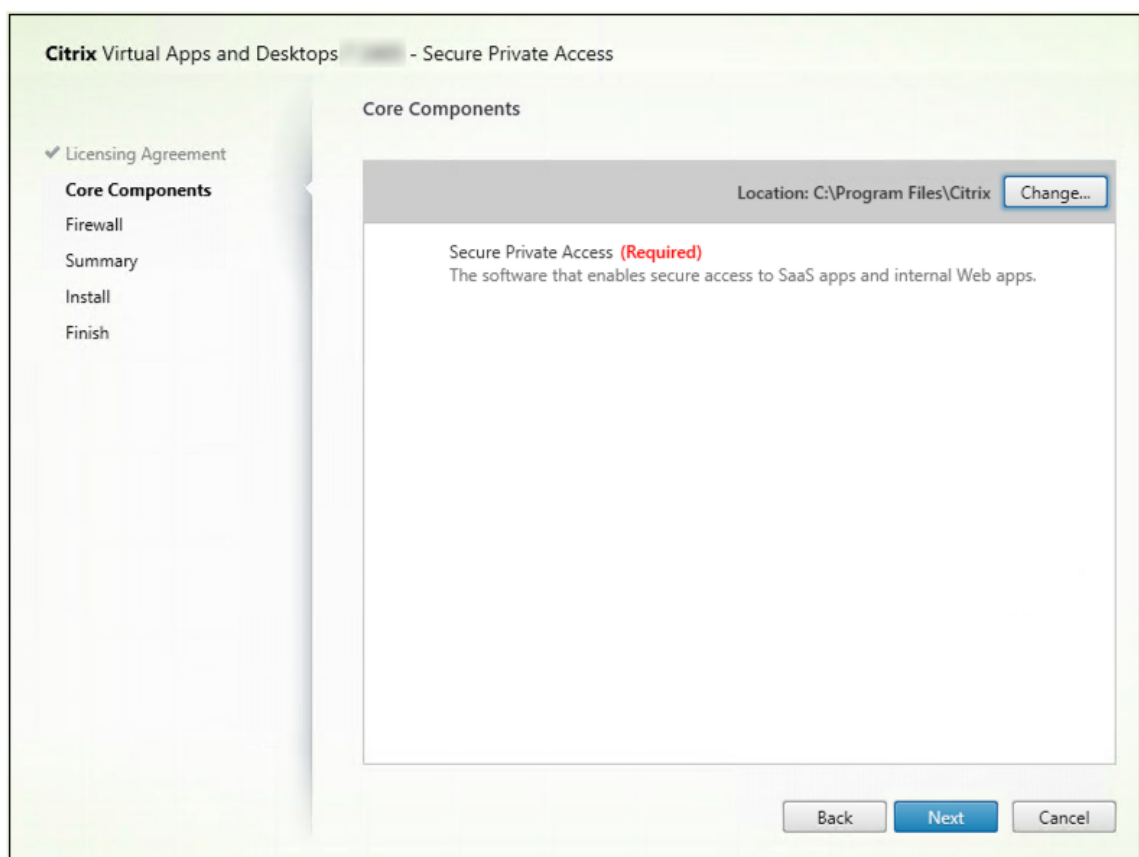 Citrix Virtual Apps and Desktops - Secure Private Access
Core Components
Licensing Agreement
Core Components
Firewall
Summary
Install
Finish
Location: C:\Program Files\Citrix Change...
Secure Private Access (Required)
The software that enables secure access to SaaS apps and internal Web apps.
Back Next Cancel